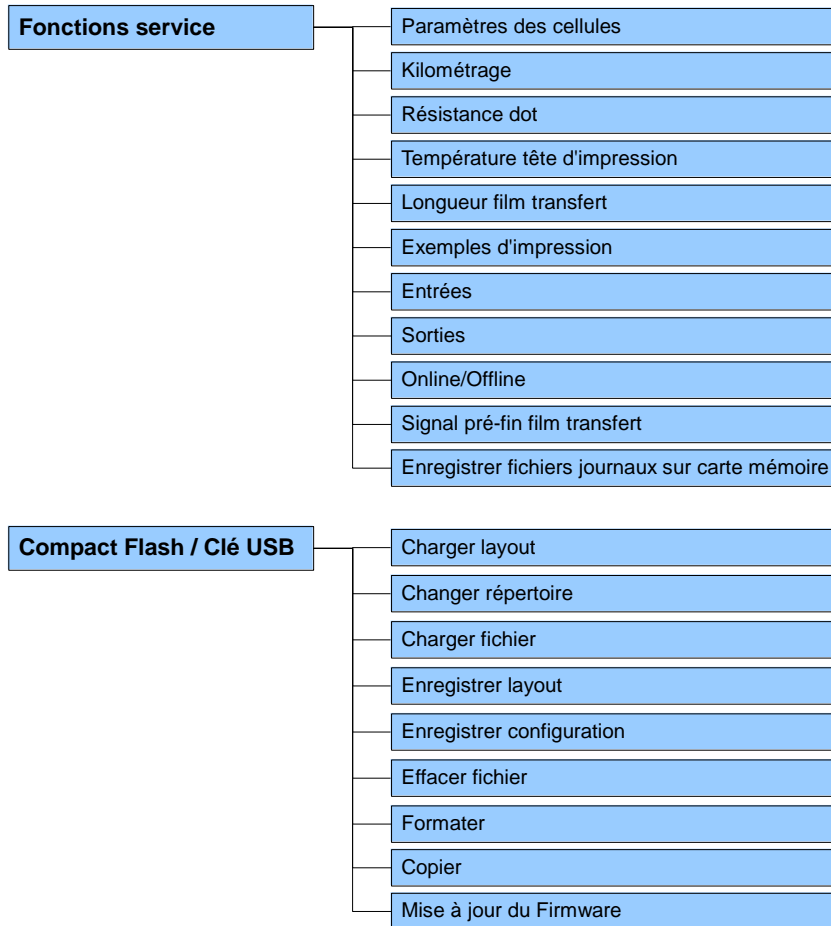 Fonctions service
Paramètres des cellules
Kilométrage
Résistance dot
Température tête d'impression
Longueur film transfert
Exemples d'impression
Entrées
Sorties
Online/Offline
Signal pré-fin film transfert
Enregistrer fichiers journaux sur carte mémoire
Compact Flash / Clé USB
Charger layout
Changer répertoire
Charger fichier
Enregistrer layout
Enregistrer configuration
Effacer fichier
Formater
Copier
Mise à jour du Firmware